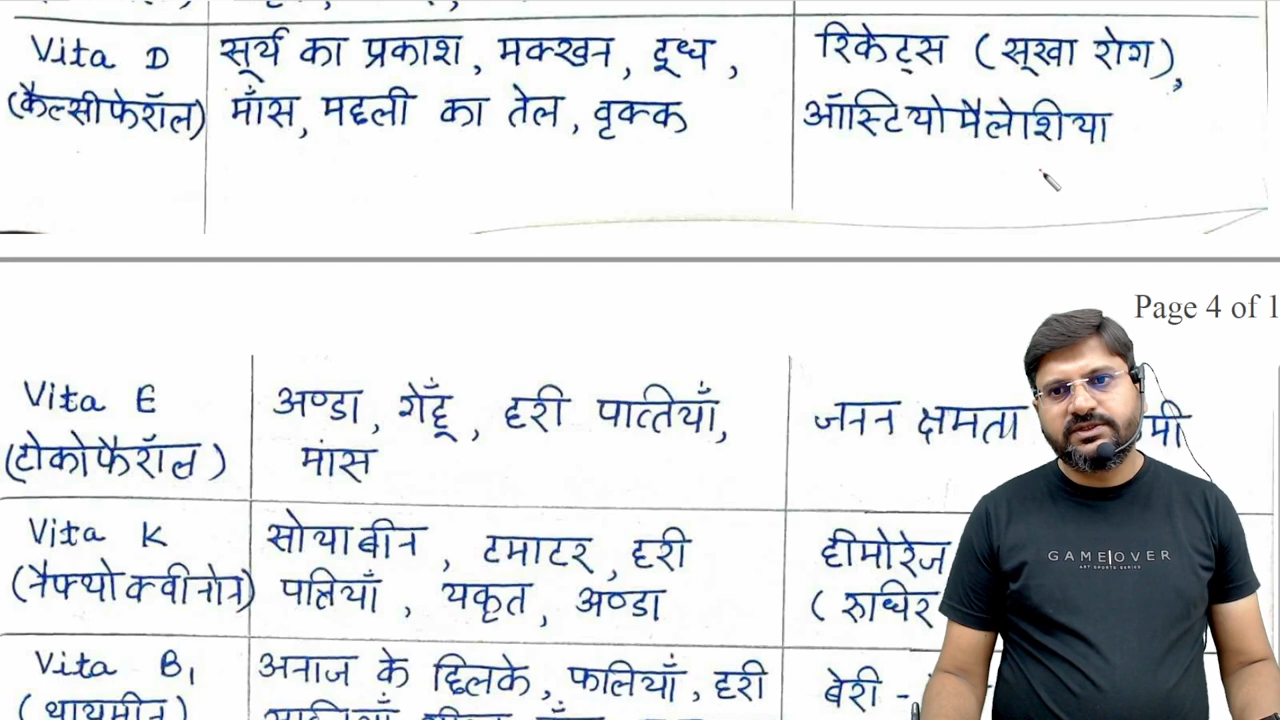 Vita D
(कैल्सीफेरॉल)
सूर्य का प्रकाश, मक्खन, दूध,
माँस, मछली का तेल, वृक्क
रिकेट्स (सूखा रोग),
ऑस्टियोमैलेशिया
Page 4 of 1
Vita E
(टोकोफैरॉल)
अण्डा, गेँहू, हरी पात्तियाँ,
मांस
जनन क्षमता मी
Vita K
(नैफ्थोक्वीनोन)
सोयाबीन, टमाटर, हरी
पत्तियाँ, यकृत, अण्डा
हीमोरेज
(रुधिर
Vita B1
(थायमीन)
अनाज के छिलके, फलियाँ, हरी
बेरी -
GAME OVER